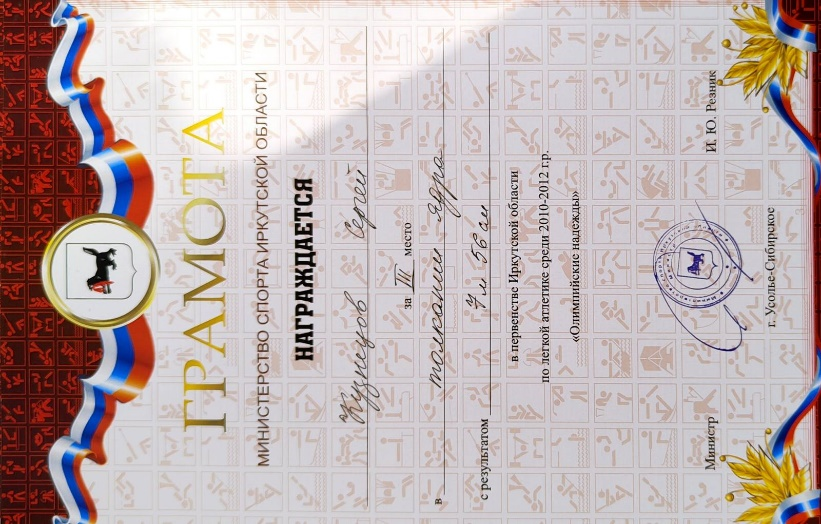 ГРАМОТА
МИНИСТЕРСТВО СПОРТА ИРКУТСКОЙ ОБЛАСТИ
НАГРАЖДАЕТСЯ
Кузнецов Сергей
за III место
в толкании ядра
с результатом 7м 56 см
в первенстве Иркутской области
по легкой атлетике среди 2010-2012 г.р.
«Олимпийские надежды»
Министр И. Ю. Резник
г. Усолье-Сибирское